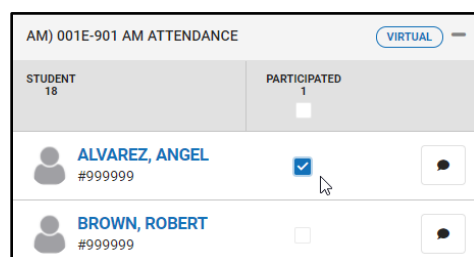 AM) 001E-901 AM ATTENDANCE
VIRTUAL
STUDENT
18
PARTICIPATED
1
ALVAREZ, ANGEL
#999999
BROWN, ROBERT
#999999